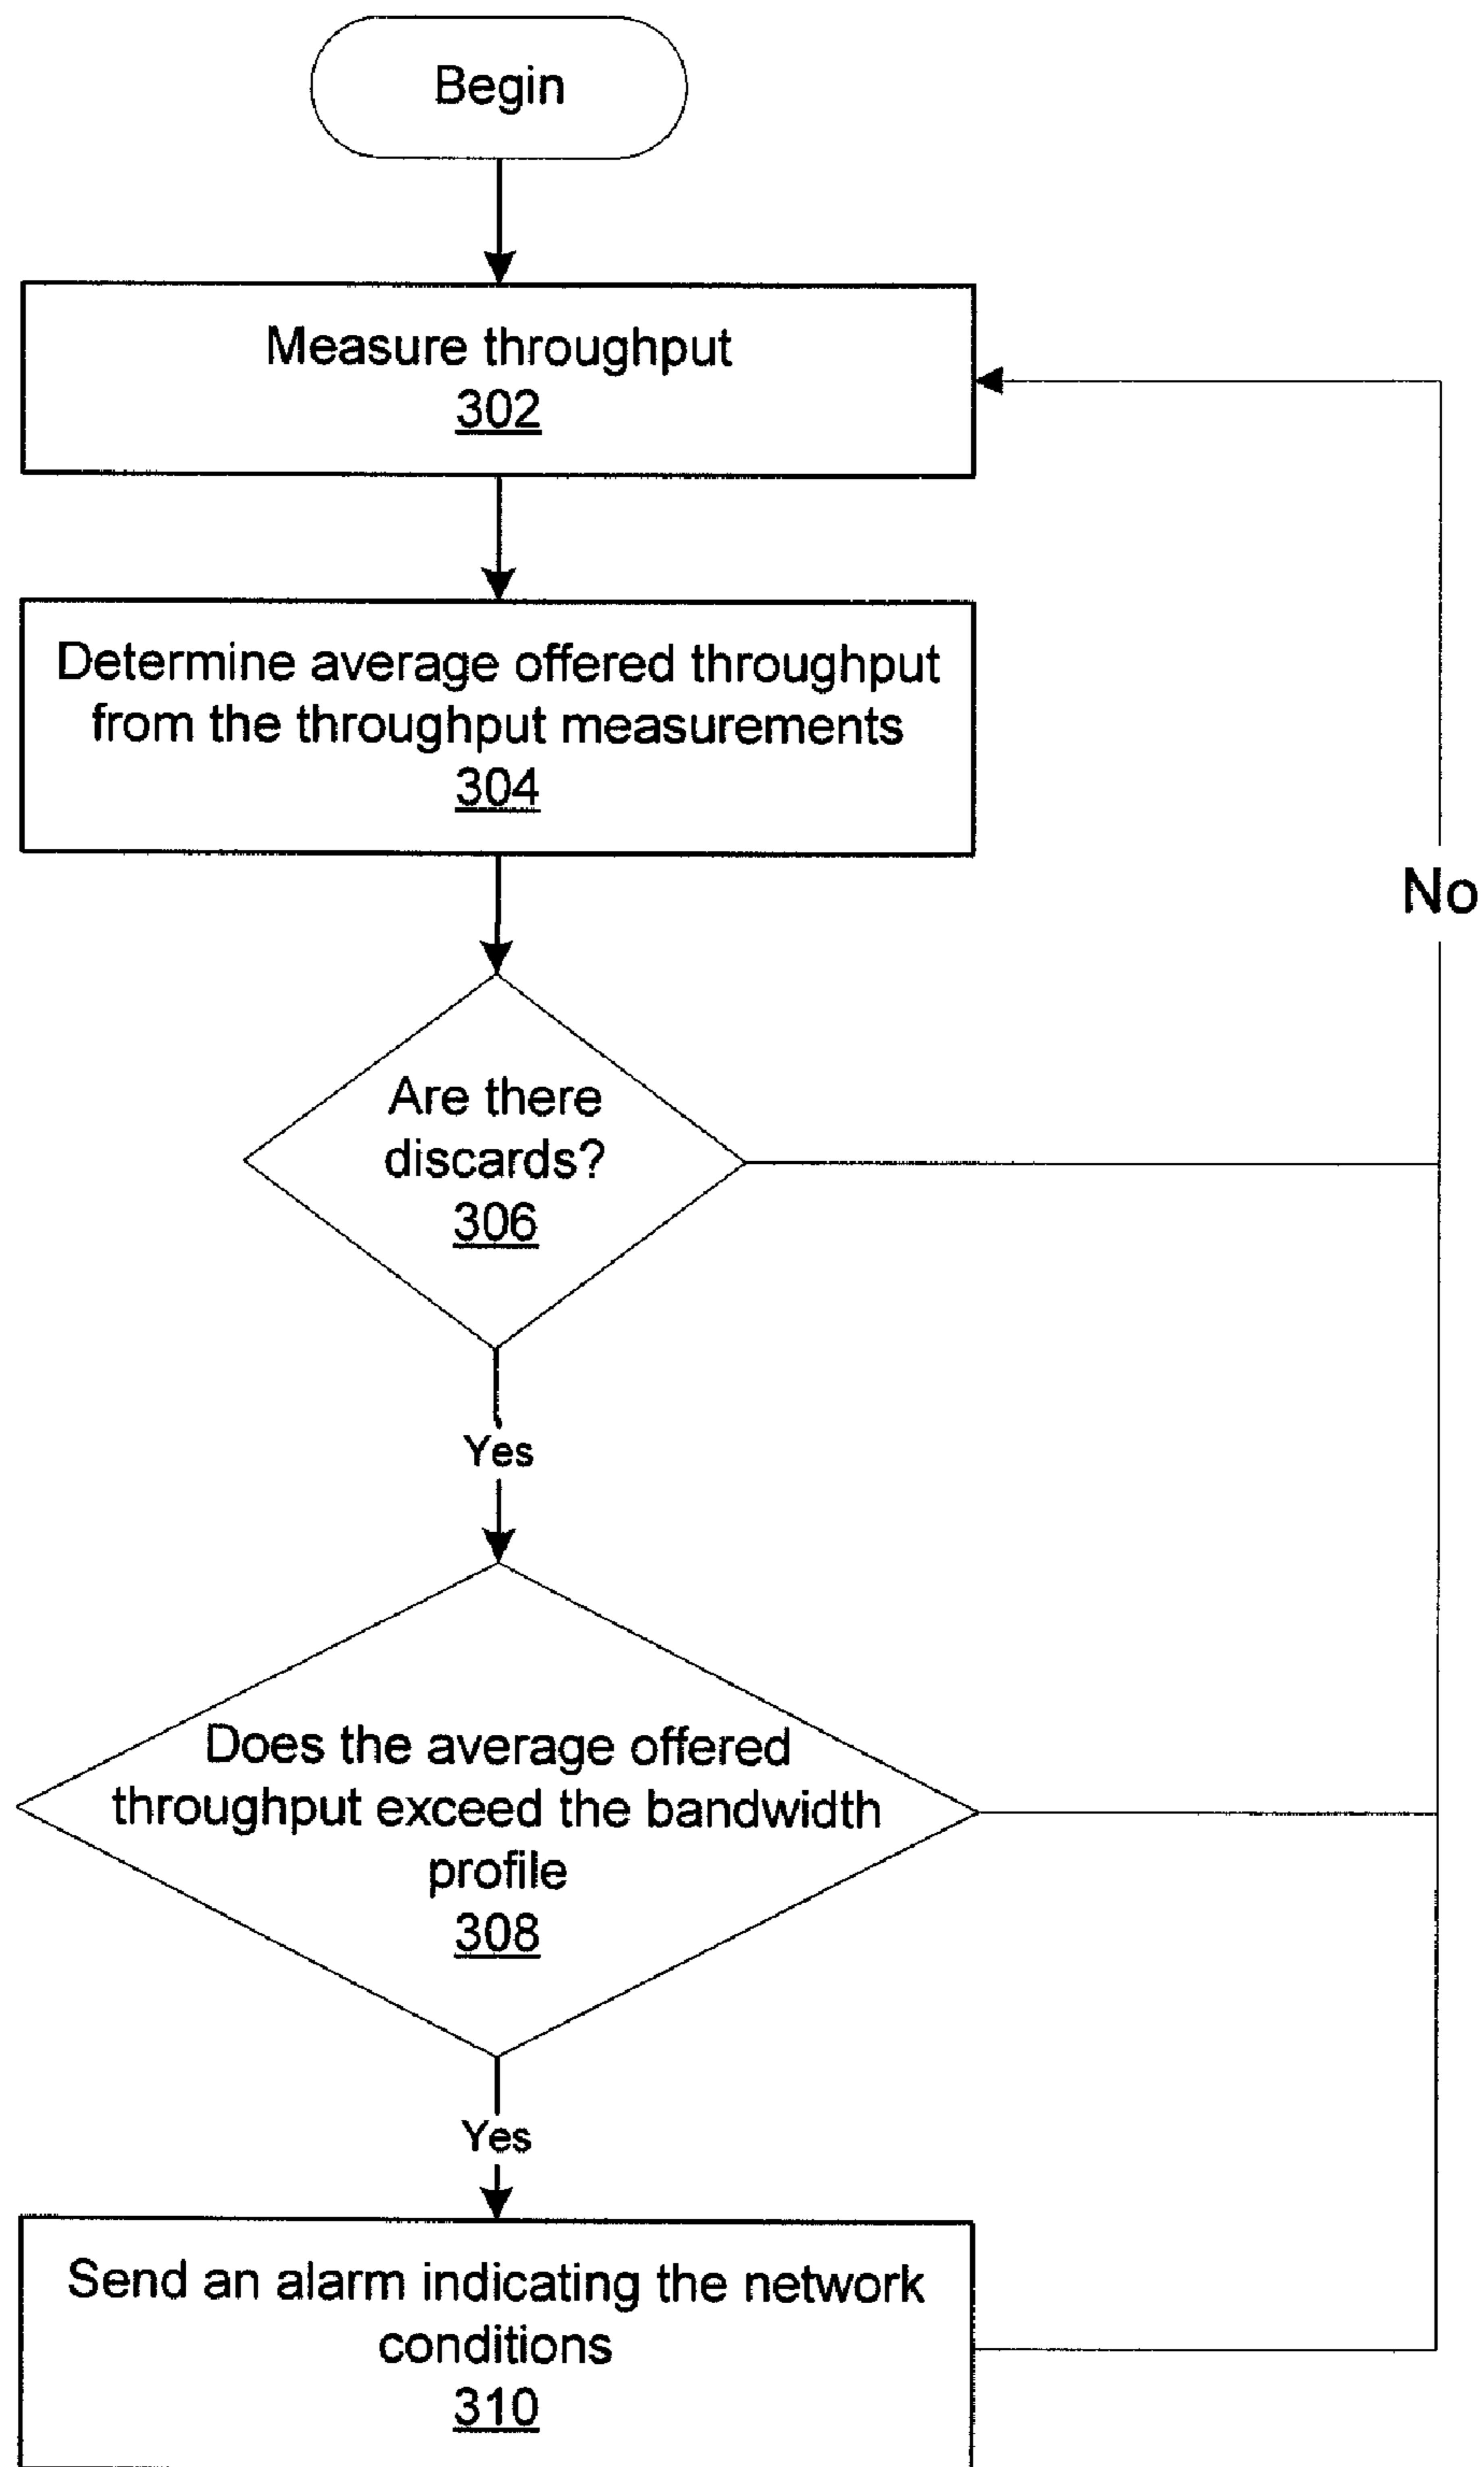 Begin
Measure throughput
302
Determine average offered throughput
from the throughput measurements
304
No
Are there
discards?
306
Yes
Does the average offered
throughput exceed the bandwidth
profile
308
Yes
Send an alarm indicating the network
conditions
310